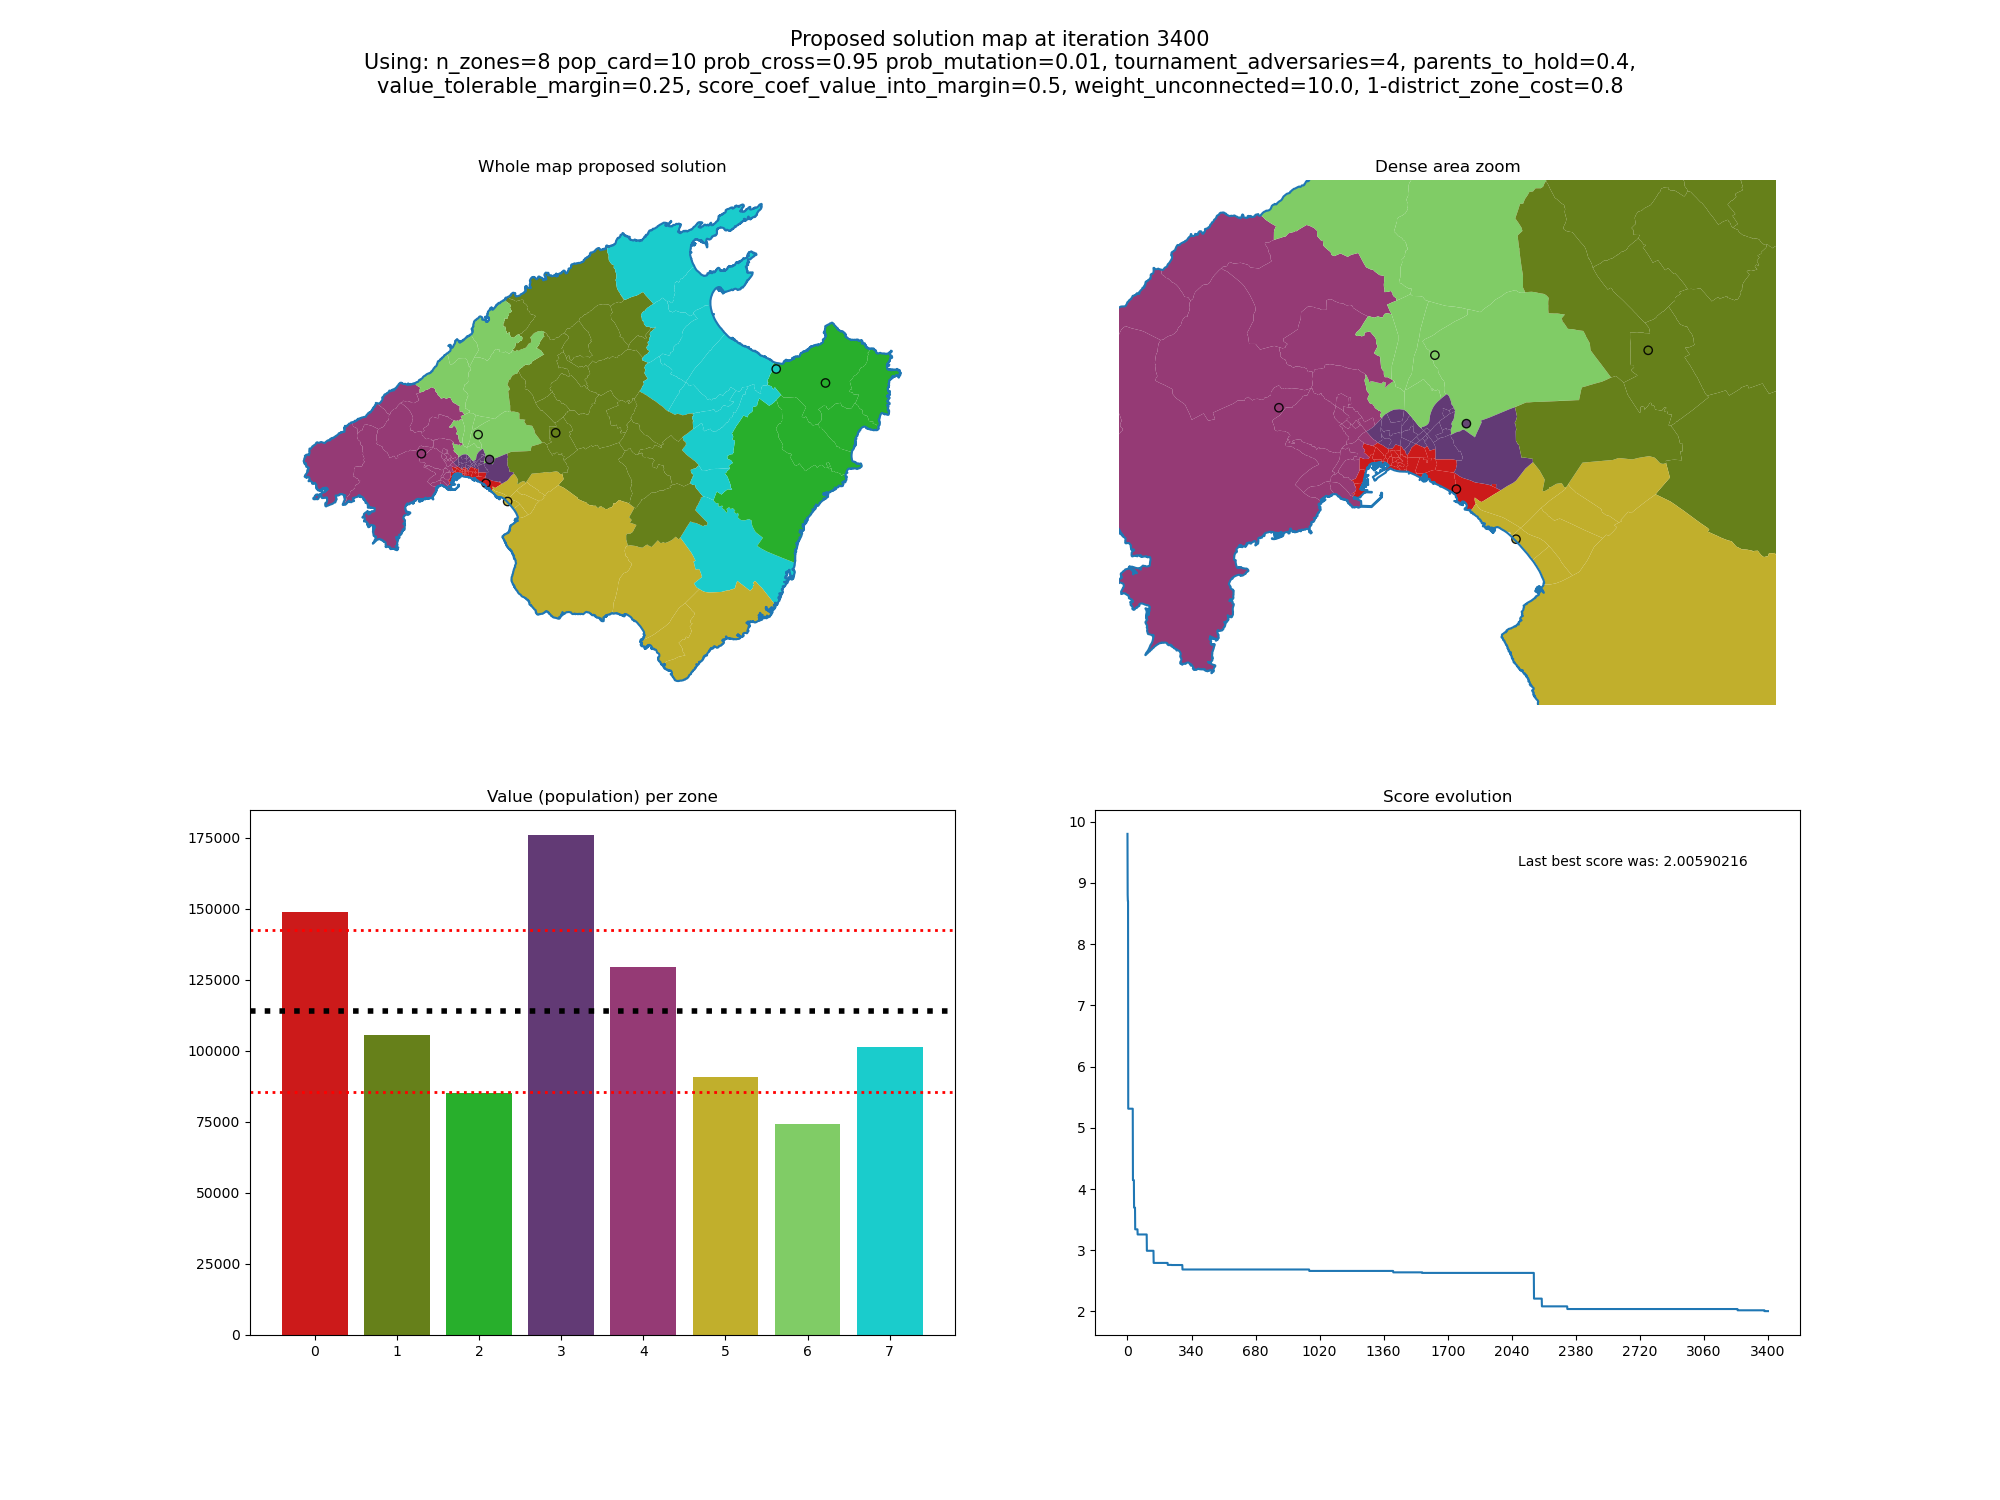 Proposed solution map at iteration 3400
Using: n_zones=8 pop_card=10 prob_cross=0.95 prob_mutation=0.01, tournament_adversaries=4, parents_to_hold=0.4,
value_tolerable_margin=0.25, score_coef_value_into_margin=0.5, weight_unconnected=10.0, 1-district_zone_cost=0.8
Whole map proposed solution
Dense area zoom
Value (population) per zone
175000
150000
125000
100000
75000
50000
25000
0
0 1 2 3 4 5 6 7
Score evolution
Last best score was: 2.00590216
10
9
8
7
6
5
4
3
2
0 340 680 1020 1360 1700 2040 2380 2720 3060 3400